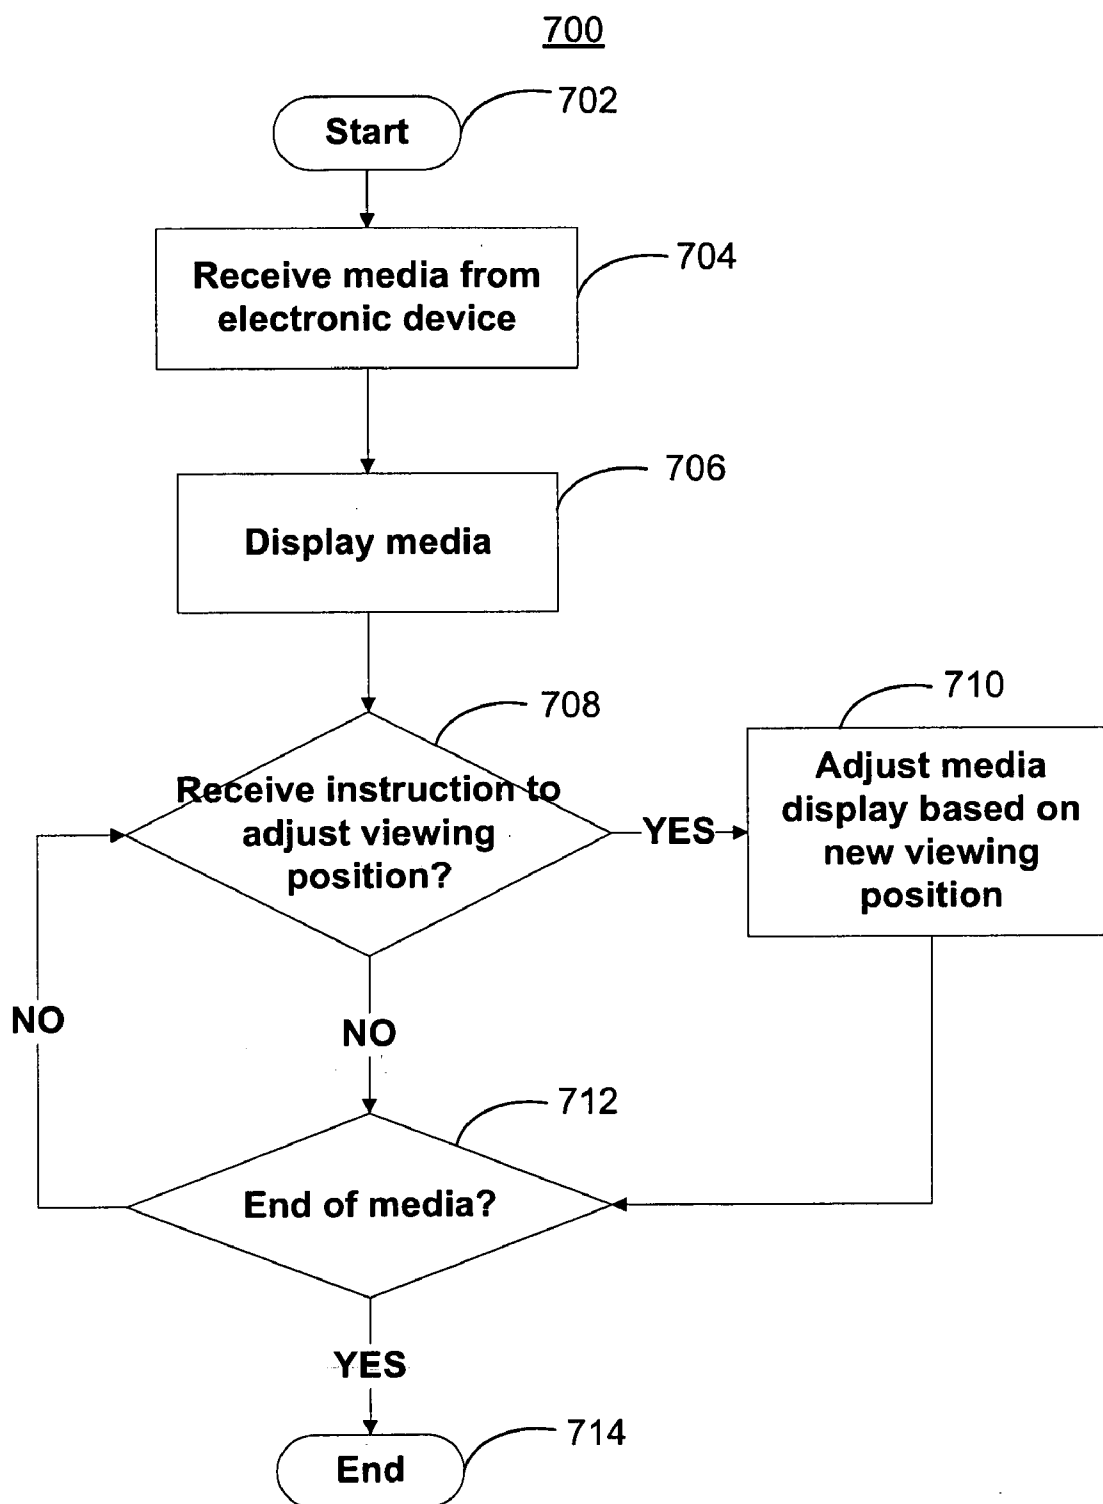 700
702
Start
704
Receive media from
electronic device
706
Display media
708
710
Receive instruction to
adjust viewing
position?
YES
Adjust media
display based on
new viewing
position
NO
NO
712
End of media?
YES
714
End